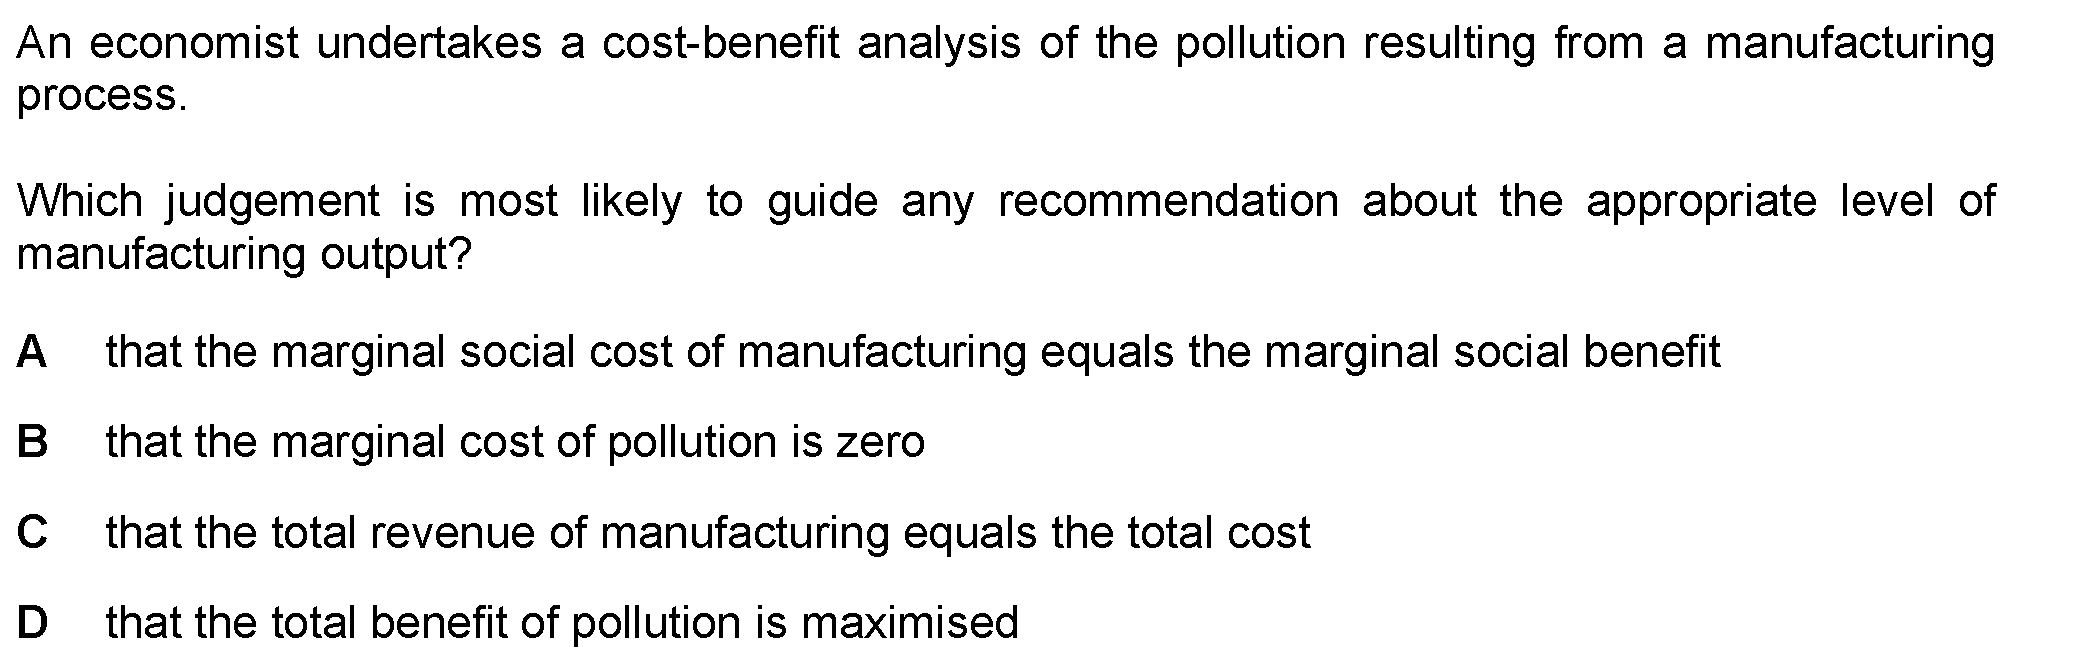 An economist undertakes a cost-benefit analysis of the pollution resulting from a manufacturing
process.
Which judgement is most likely to guide any recommendation about the appropriate level of
manufacturing output?
A that the marginal social cost of manufacturing equals the marginal social benefit
B that the marginal cost of pollution is zero
C that the total revenue of manufacturing equals the total cost
D that the total benefit of pollution is maximised